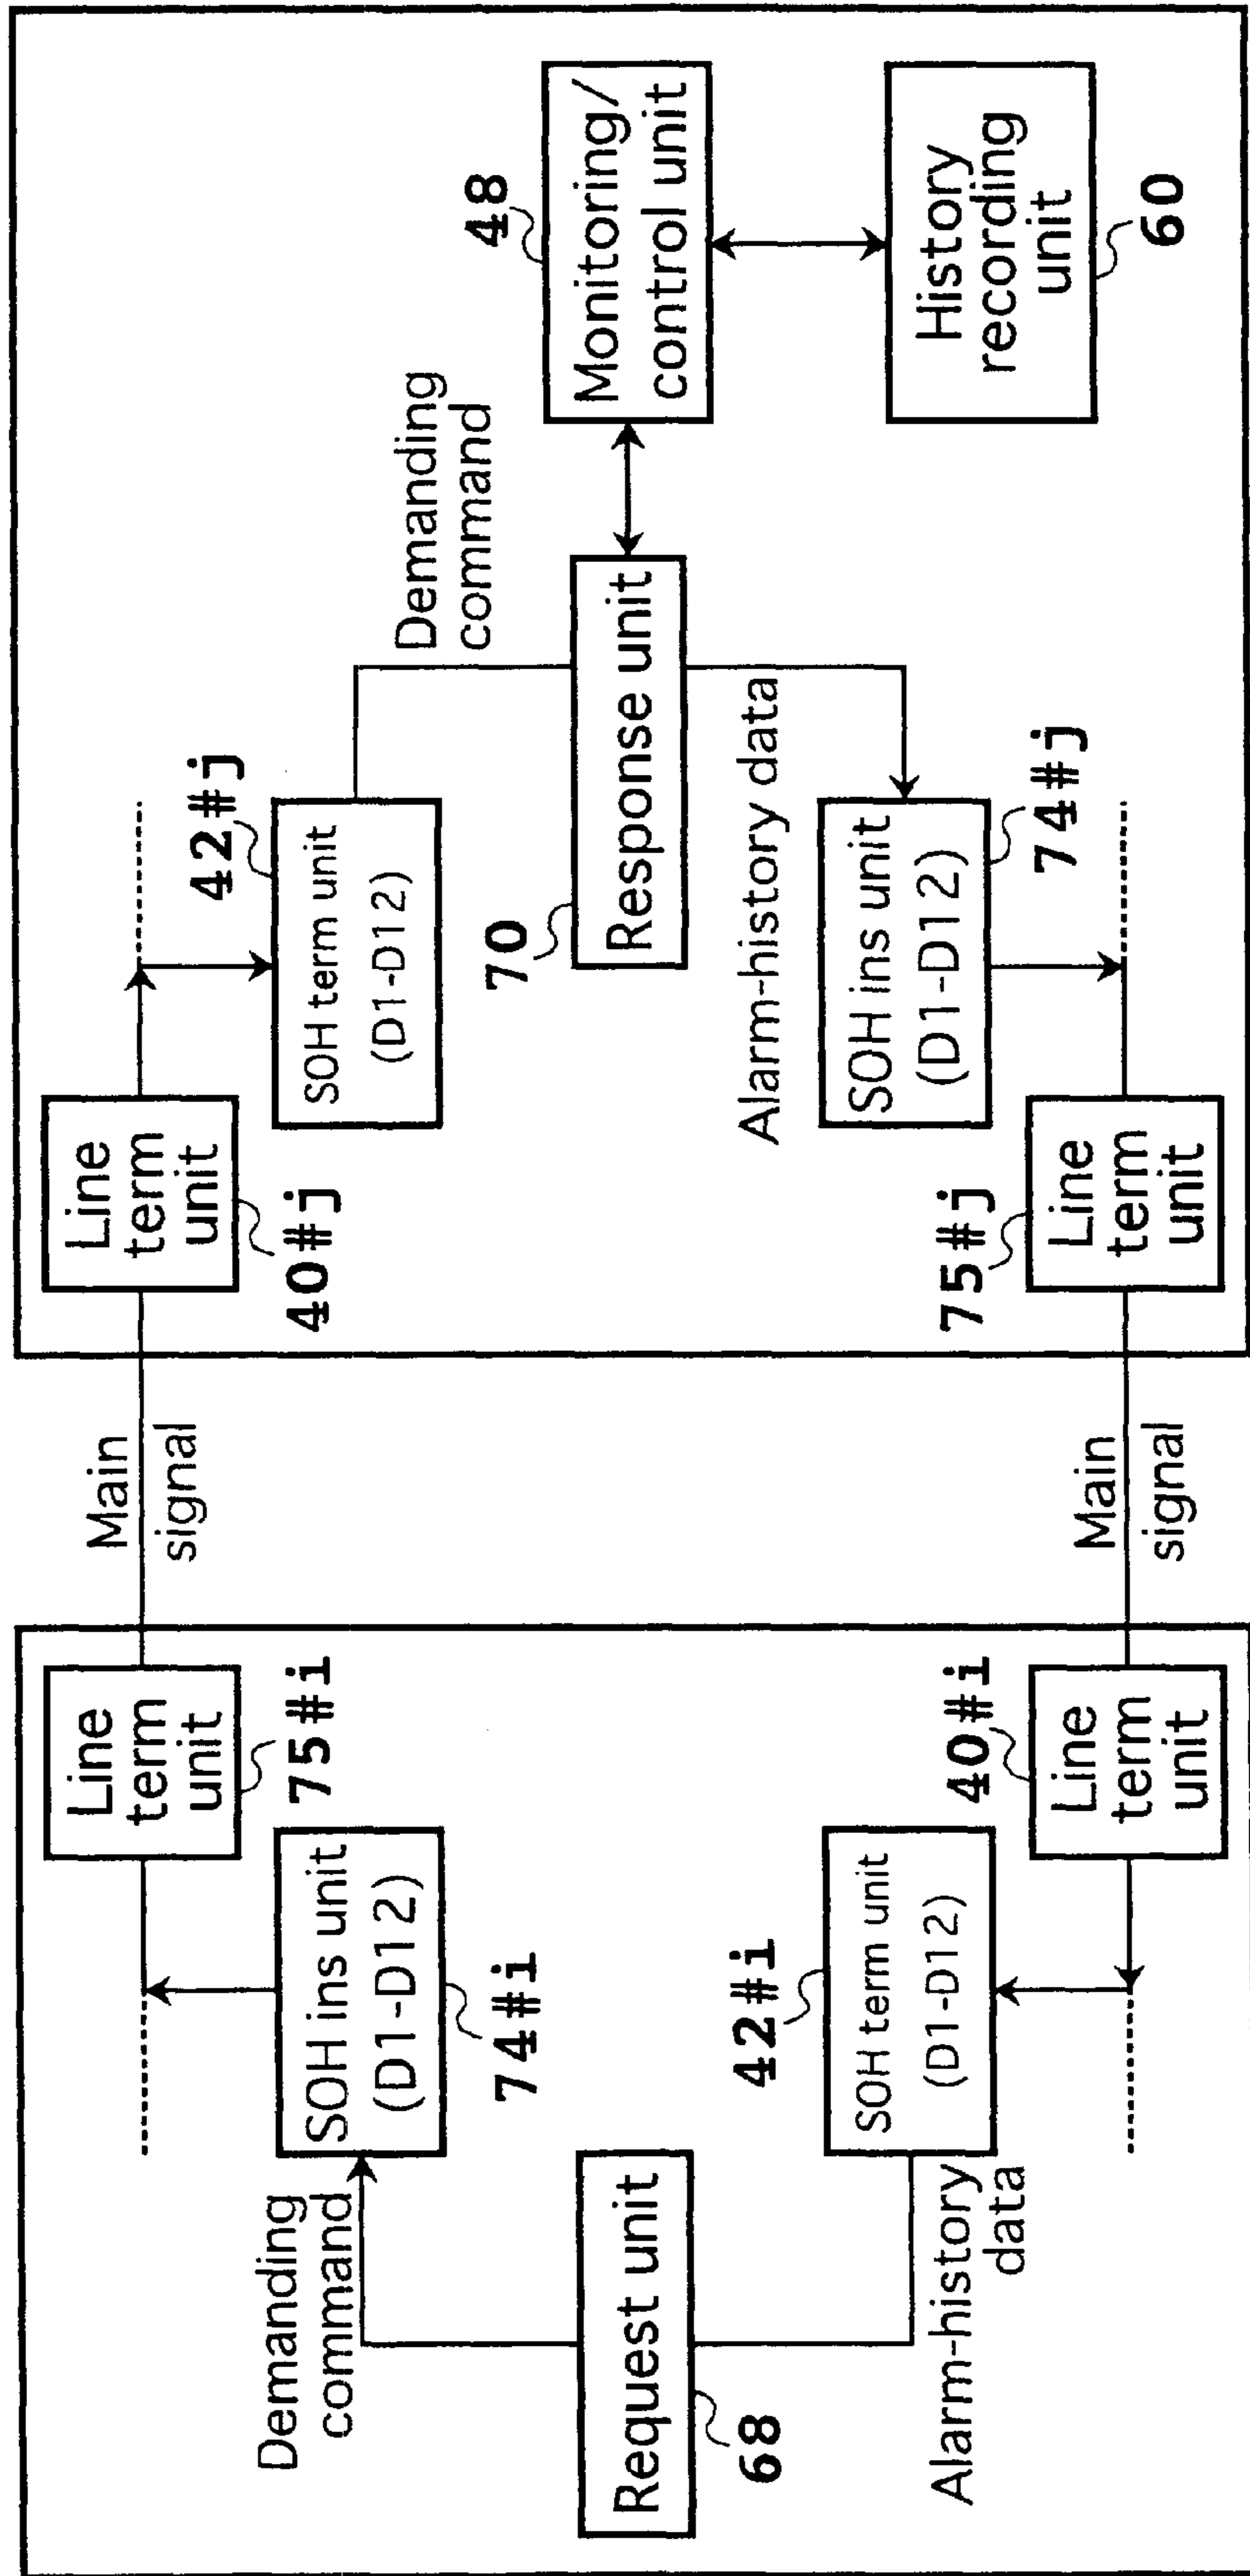 Demanding
command
Request unit
68
Alarm-history
data
SOH ins unit
(D1-D12)
74#i
42#i
SOH term unit
(D1-D12)
Line
term
unit
75#i
40#i
Line
term
unit
Main
signal
Main
signal
Line
term
unit
40#j
75#j
Line
term
unit
42#j
SOH term unit
(D1-D12)
Alarm-history data
SOH ins unit
(D1-D12)
74#j
70
Response unit
Demanding
command
48
Monitoring/
control unit
History
recording
unit
60